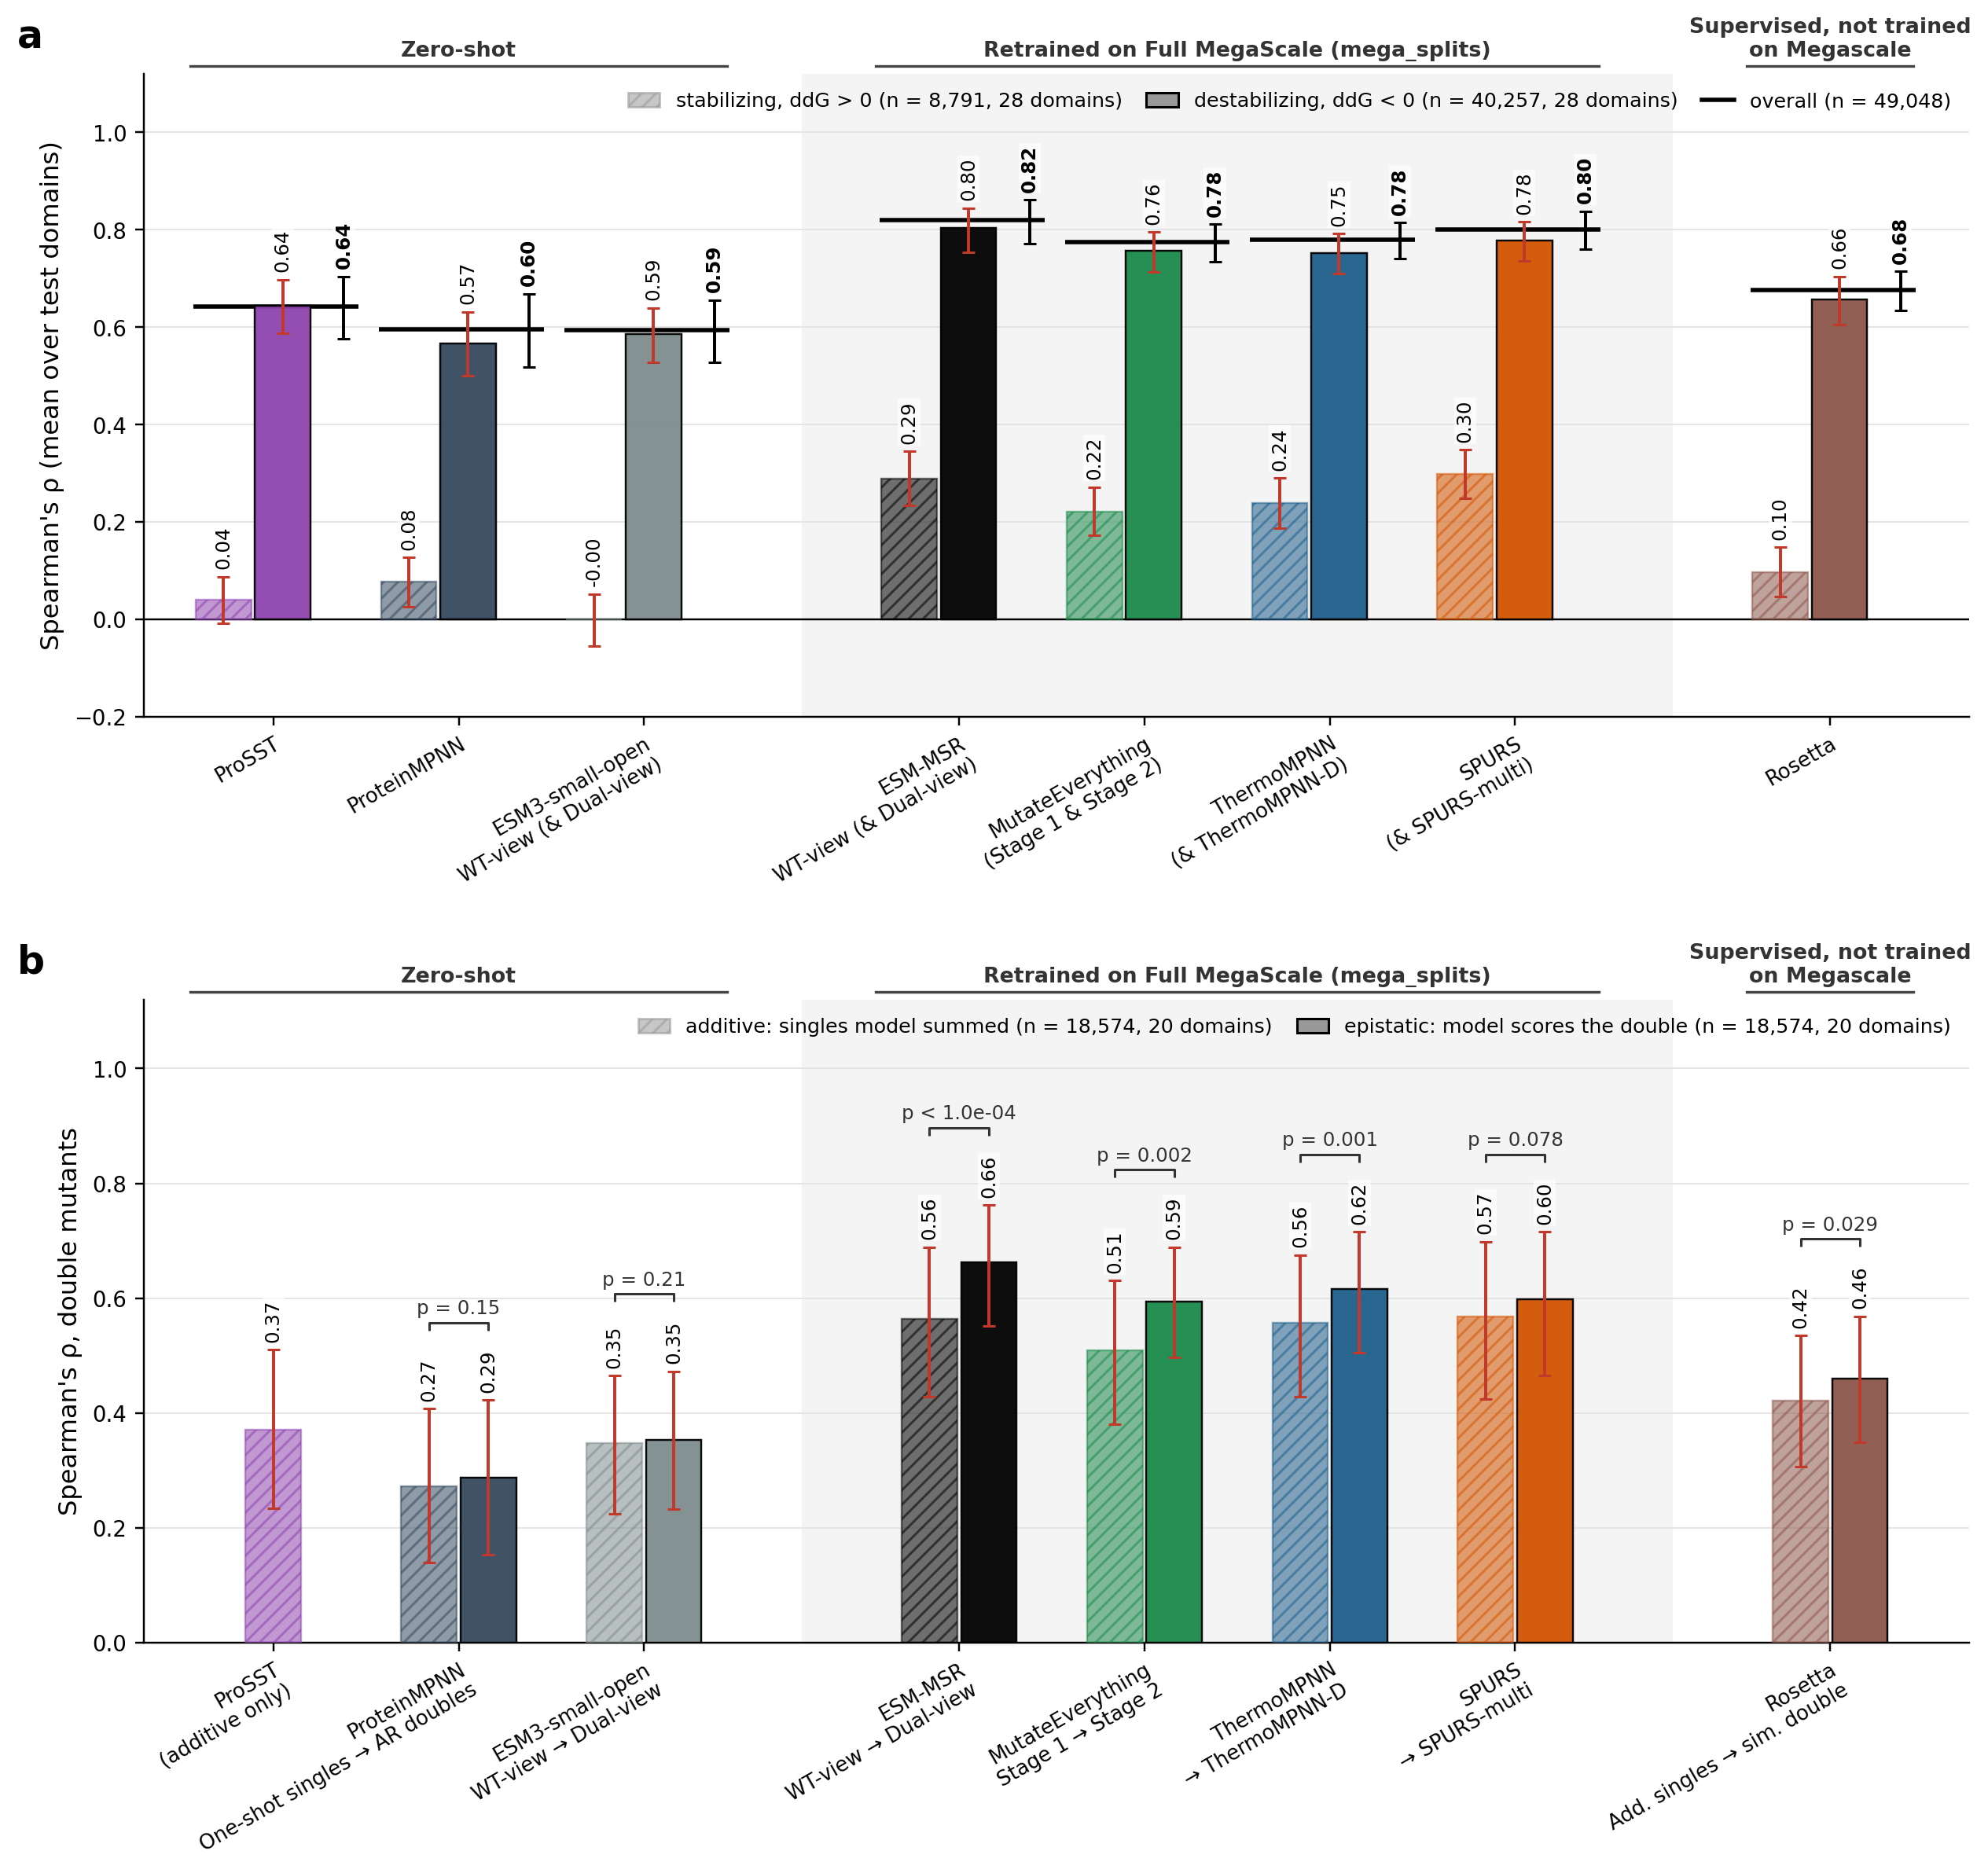 a
Zero-shot
Retrained on Full MegaScale (mega_splits)
Supervised, not trained
on Megascale
stabilizing, ddG > 0 (n = 8,791, 28 domains)
destabilizing, ddG < 0 (n = 40,257, 28 domains)
overall (n = 49,048)
Spearman's ρ (mean over test domains)
1.0
0.8
0.6
0.4
0.2
0.0
−0.2
0.04
0.64
0.64
0.08
0.57
0.60
-0.00
0.59
0.59
0.29
0.80
0.82
0.22
0.76
0.78
0.24
0.75
0.78
0.30
0.78
0.80
0.10
0.66
0.68
ProSST
ProteinMPNN
ESM3-small-open
WT-view (& Dual-view)
ESM-MSR
WT-view (& Dual-view)
MutateEverything
(Stage 1 & Stage 2)
ThermoMPNN
(& ThermoMPNN-D)
SPURS
(& SPURS-multi)
Rosetta
b
Zero-shot
Retrained on Full MegaScale (mega_splits)
Supervised, not trained
on Megascale
additive: singles model summed (n = 18,574, 20 domains)
epistatic: model scores the double (n = 18,574, 20 domains)
Spearman's ρ, double mutants
1.0
0.8
0.6
0.4
0.2
0.0
0.37
p = 0.15
0.27
0.29
p = 0.21
0.35
0.35
p < 1.0e-04
0.56
0.66
p = 0.002
0.51
0.59
p = 0.001
0.56
0.62
p = 0.078
0.57
0.60
p = 0.029
0.42
0.46
ProSST
(additive only)
ProteinMPNN
One-shot singles → AR doubles
ESM3-small-open
WT-view → Dual-view
ESM-MSR
WT-view → Dual-view
MutateEverything
Stage 1 → Stage 2
ThermoMPNN
→ ThermoMPNN-D
SPURS
→ SPURS-multi
Rosetta
Add. singles → sim. double